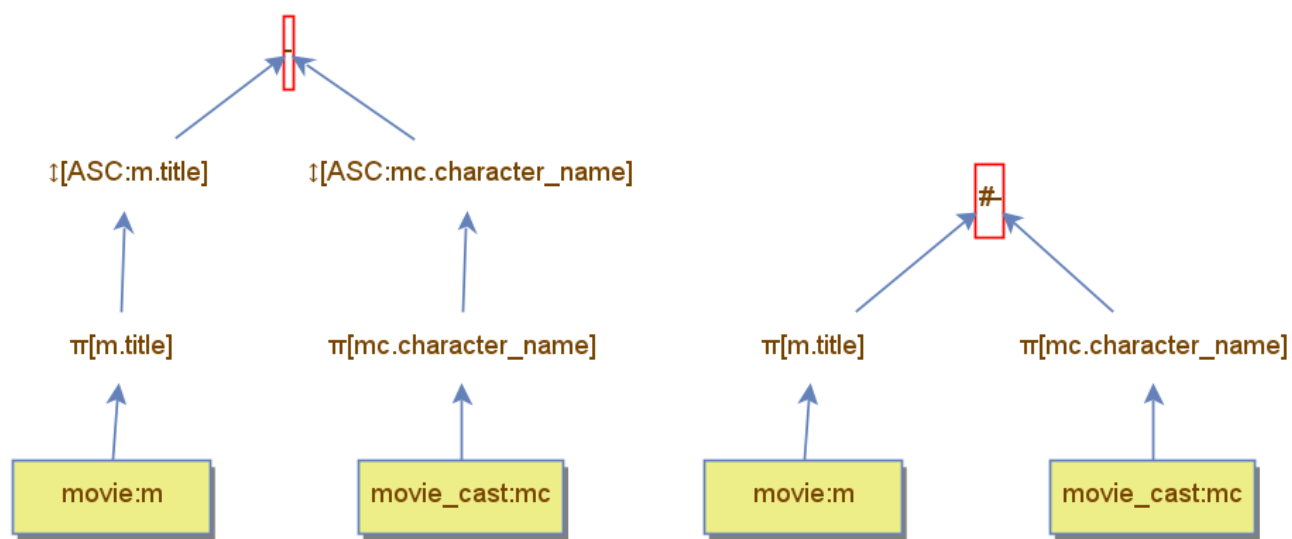 -
↕[ASC:m.title]
↕[ASC:mc.character_name]
π[m.title]
π[mc.character_name]
movie:m
movie_cast:mc
#-
π[m.title]
π[mc.character_name]
movie:m
movie_cast:mc